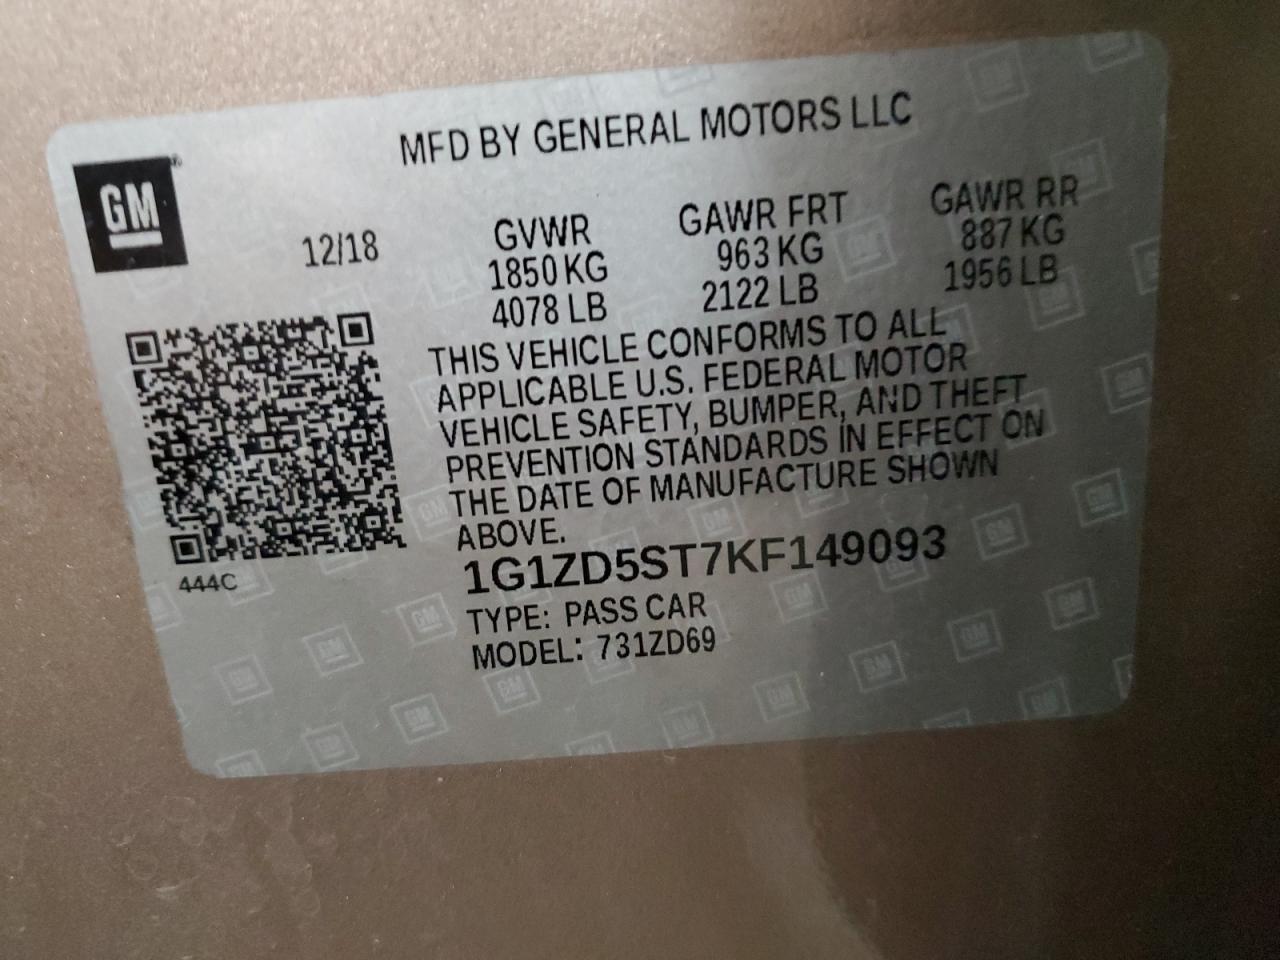 MFD BY GENERAL MOTORS LLC
GM
12/18
GVWR
1850 KG
4078 LB
GAWR FRT
963 KG
2122 LB
GAWR RR
887 KG
1956 LB
THIS VEHICLE CONFORMS TO ALL
APPLICABLE U.S. FEDERAL MOTOR
VEHICLE SAFETY, BUMPER, AND THEFT
PREVENTION STANDARDS IN EFFECT ON
THE DATE OF MANUFACTURE SHOWN
ABOVE.
444C
1G1ZD5ST7KF149093
TYPE: PASS CAR
MODEL: 731ZD69